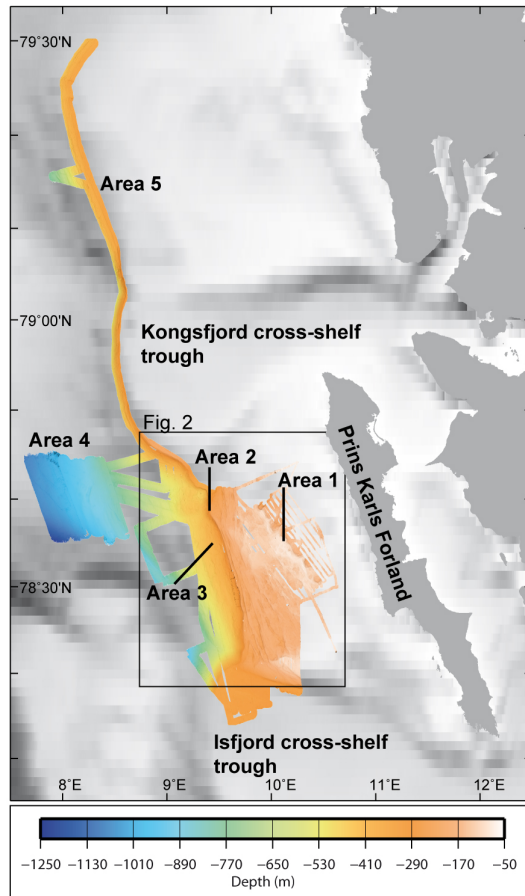 79°30'N
Area 5
79°00'N
Kongsfjord cross-shelf
trough
Fig. 2
Area 4
Area 2
Area 1
Prins Karls Forland
78°30'N
Area 3
Isfjord cross-shelf
trough
8°E 9°E 10°E 11°E 12°E
−1250 −1130 −1010 −890 −770 −650 −530 −410 −290 −170 −50
Depth (m)